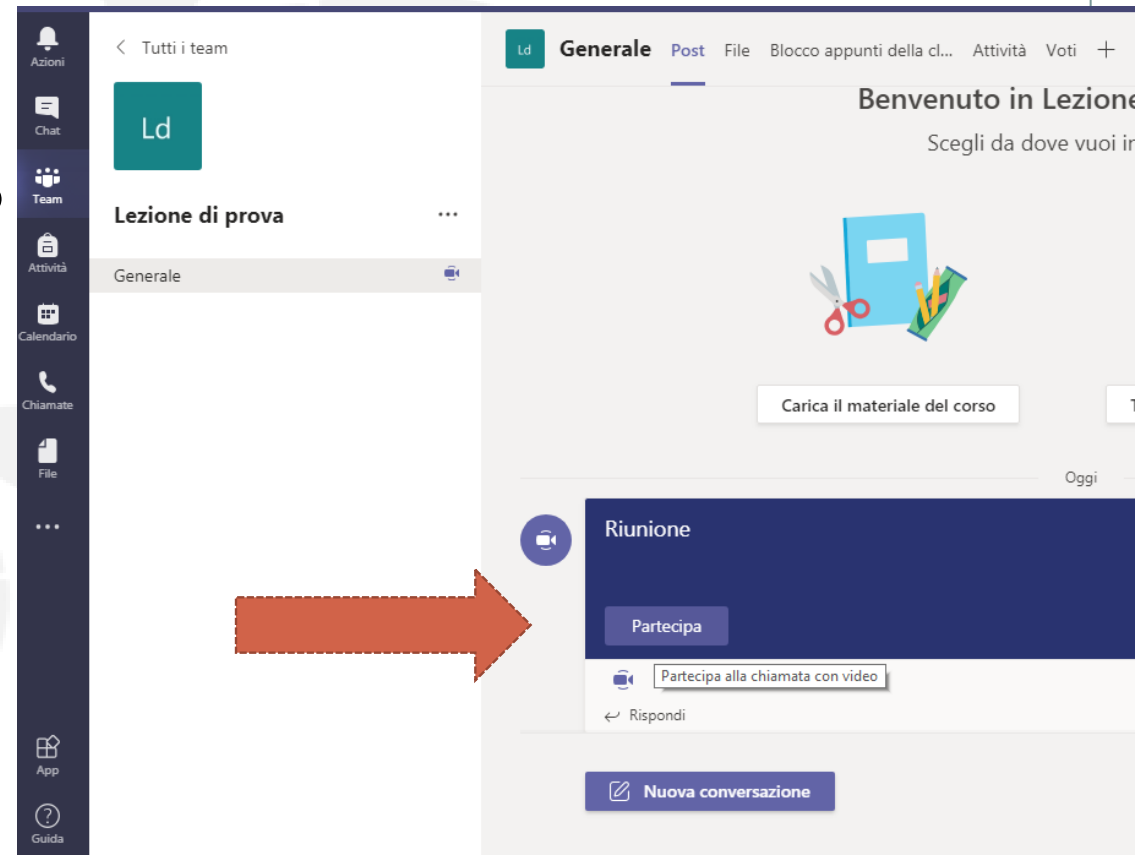 Azioni
Chat
Team
Attività
Calendario
Chiamate
File
App
Guida
Tutti i team
Ld
Lezione di prova
Generale
Ld Generale Post File Blocco appunti della cl... Attività Voti
Benvenuto in Lezione
Scegli da dove vuoi
Carica il materiale del corso
Oggi
Riunione
Partecipa
Partecipa alla chiamata con video
Rispondi
Nuova conversazione